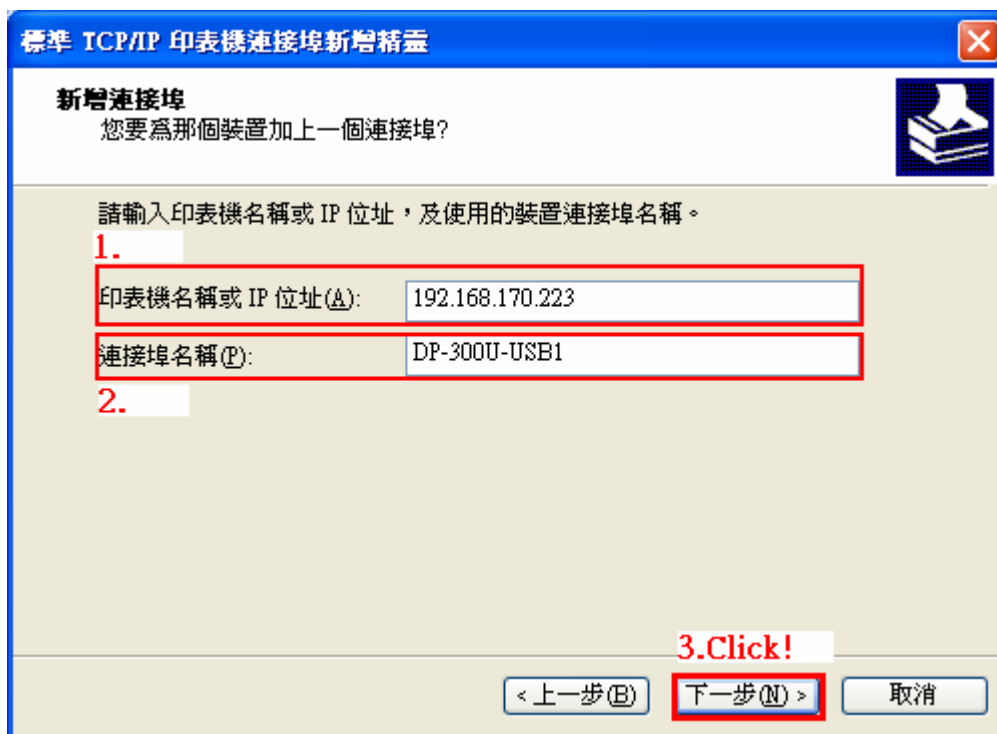 標準 TCP/IP 印表機連接埠新增精靈
新增連接埠
您要為那個裝置加上一個連接埠?
請輸入印表機名稱或 IP 位址，及使用的裝置連接埠名稱。
1.
印表機名稱或 IP 位址(A): 192.168.170.223
連接埠名稱(P): DP-300U-USB1
2.
3.Click!
< 上一步(B) 下一步(N) > 取消